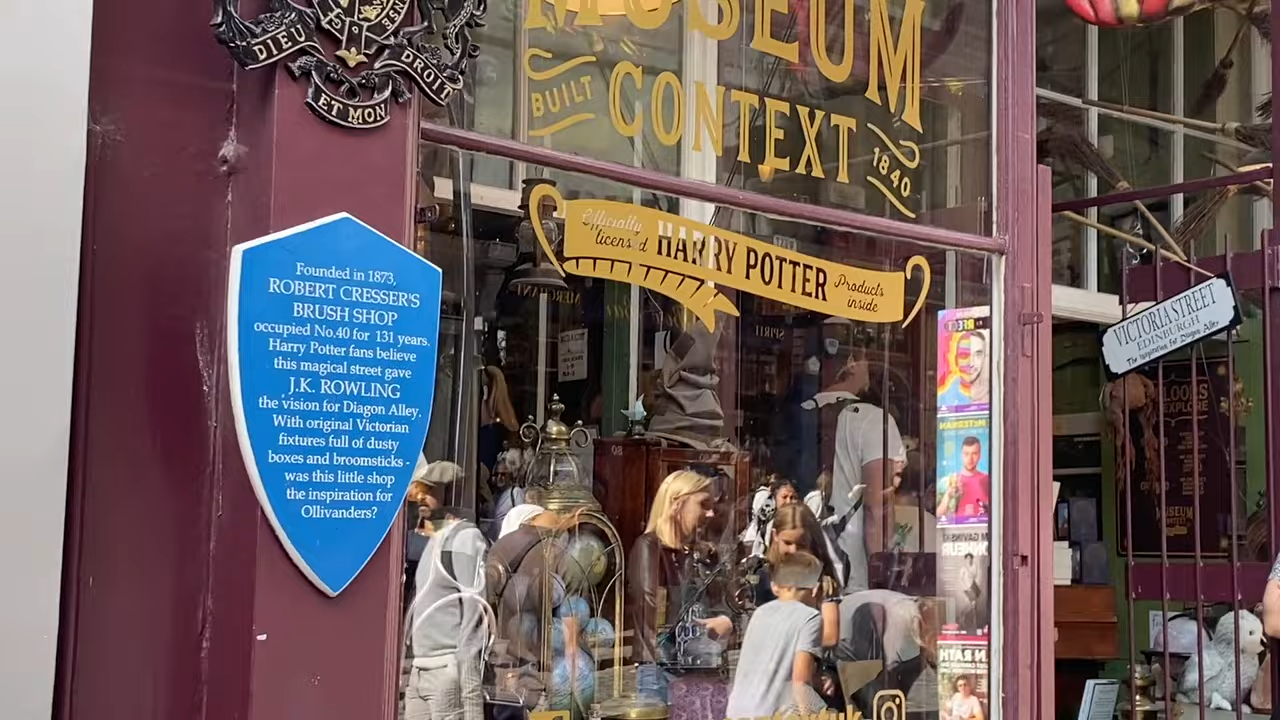 DIEU
ET MON
DROIT
MUSEUM
BUILT
CONTEXT
1840
Officially
licensed
HARRY POTTER
Products
inside
Founded in 1873,
ROBERT CRESSER'S
BRUSH SHOP
occupied No.40 for 131 years.
Harry Potter fans believe
this magical street gave
J.K. ROWLING
the vision for Diagon Alley.
With original Victorian
fixtures full of dusty
boxes and broomsticks -
was this little shop
the inspiration for
Ollivanders?
VICTORIA STREET
EDINBURGH
The Inspiration for Diagon Alley
MUSEUM
CONTEXT